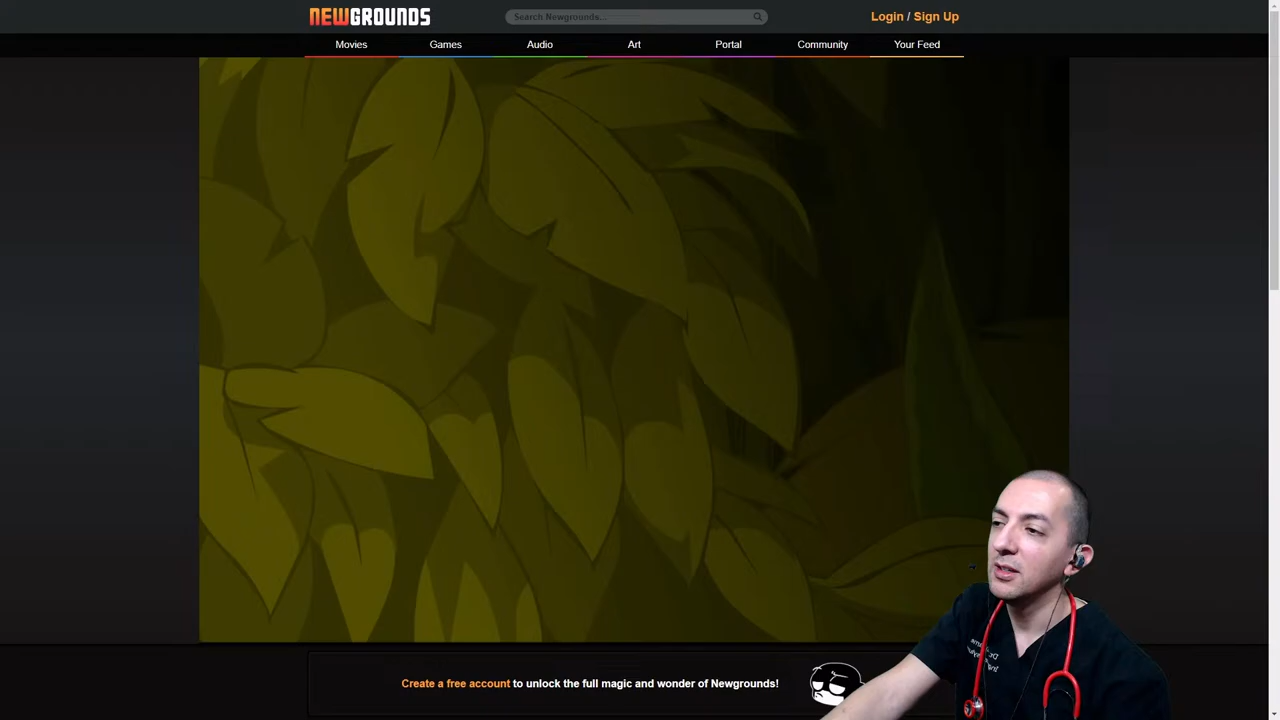 NEWGROUNDS
Search Newgrounds...
Login / Sign Up
Movies
Games
Audio
Art
Portal
Community
Your Feed
Create a free account to unlock the full magic and wonder of Newgrounds!